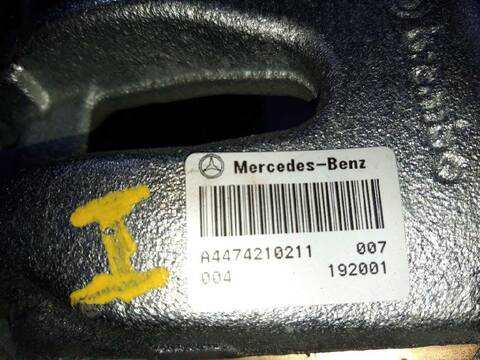 Mercedes-Benz
A4474210211 007
004 192001
I